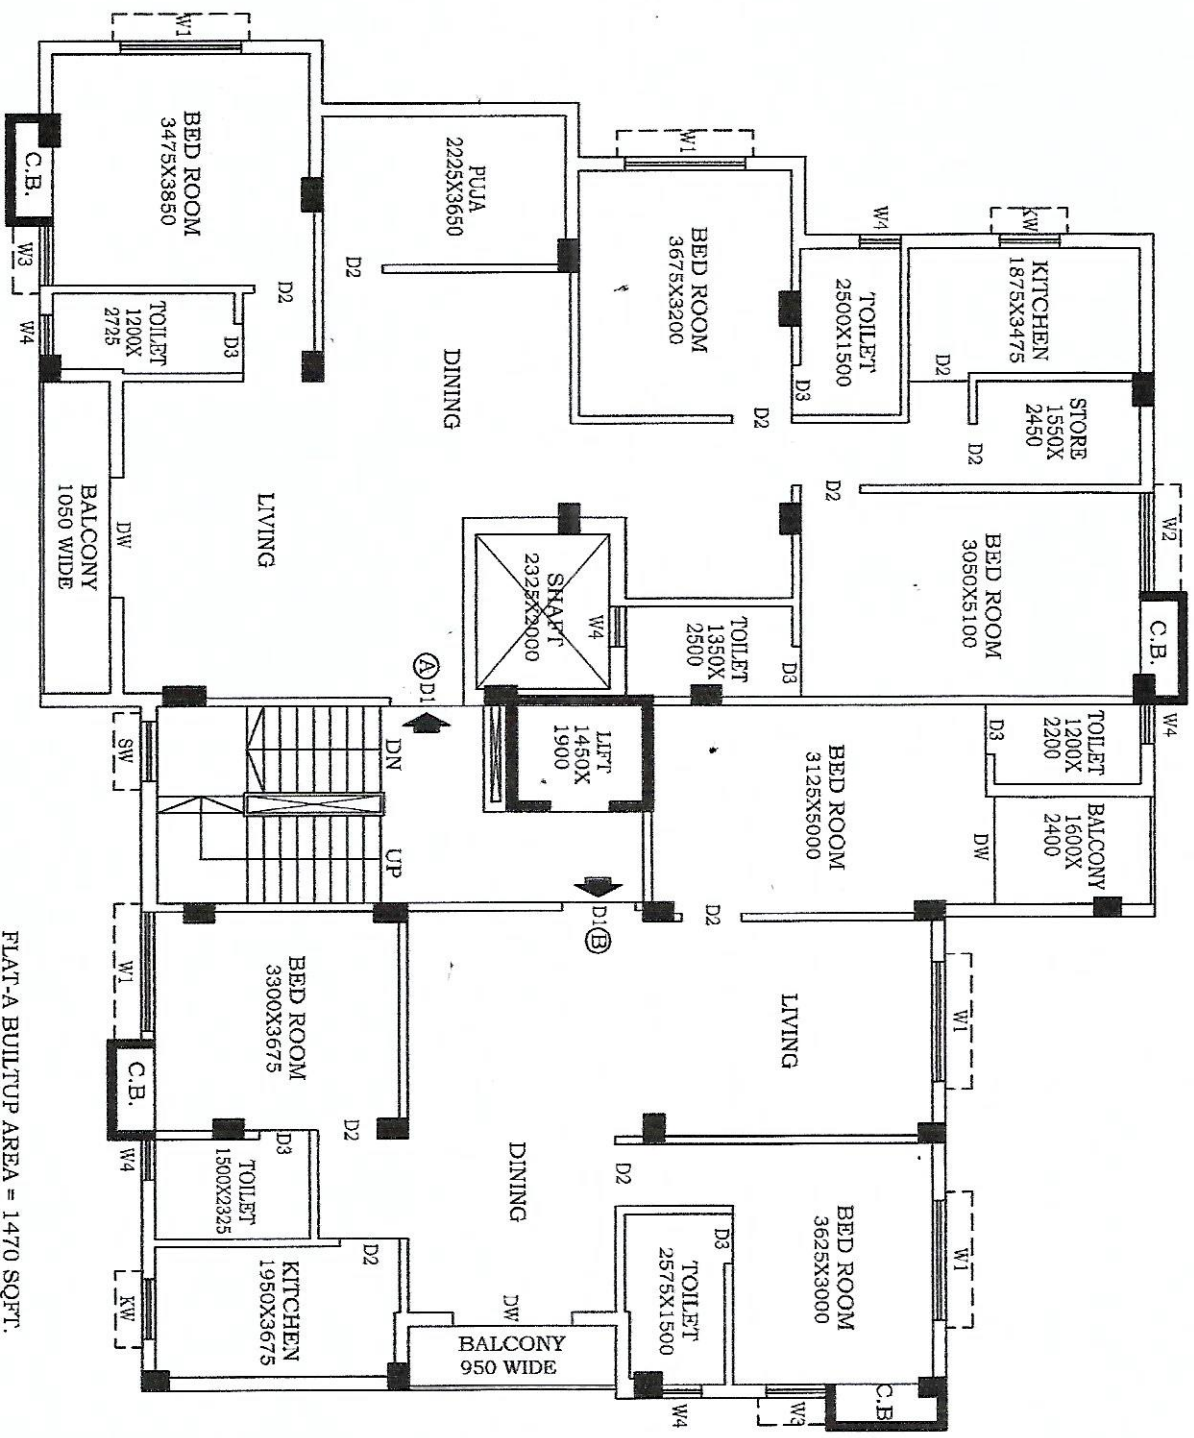 W1
BED ROOM
3475X3850
C.B.
W3
D2
TOILET
1200X
2725
D3
W4
PUJA
2225X3650
D2
DINING
LIVING
BALCONY
1050 WIDE
DW
W1
BED ROOM
3675X3200
D2
W4
TOILET
2500X1500
D3
KW
KITCHEN
1875X3475
D2
STORE
1550X
2450
D2
D2
W2
BED ROOM
3050X5100
C.B.
SHAFT
2325X2000
W4
TOILET
1350X
2500
D3
A D1
LIFT
1450X
1900
SW
DN
UP
BED ROOM
3125X5000
D3
TOILET
1200X
2200
W4
BALCONY
1600X
2400
DW
D2
D1 B
W1
BED ROOM
3300X3675
C.B.
D2
LIVING
W1
DINING
W4
TOILET
1500X2325
D3
D2
KITCHEN
1950X3675
KW
DW
BALCONY
950 WIDE
D2
D3
TOILET
2575X1500
W4
BED ROOM
3625X3000
W1
W3
C.B
FLAT-A BUILTUP AREA = 1470 SQFT.